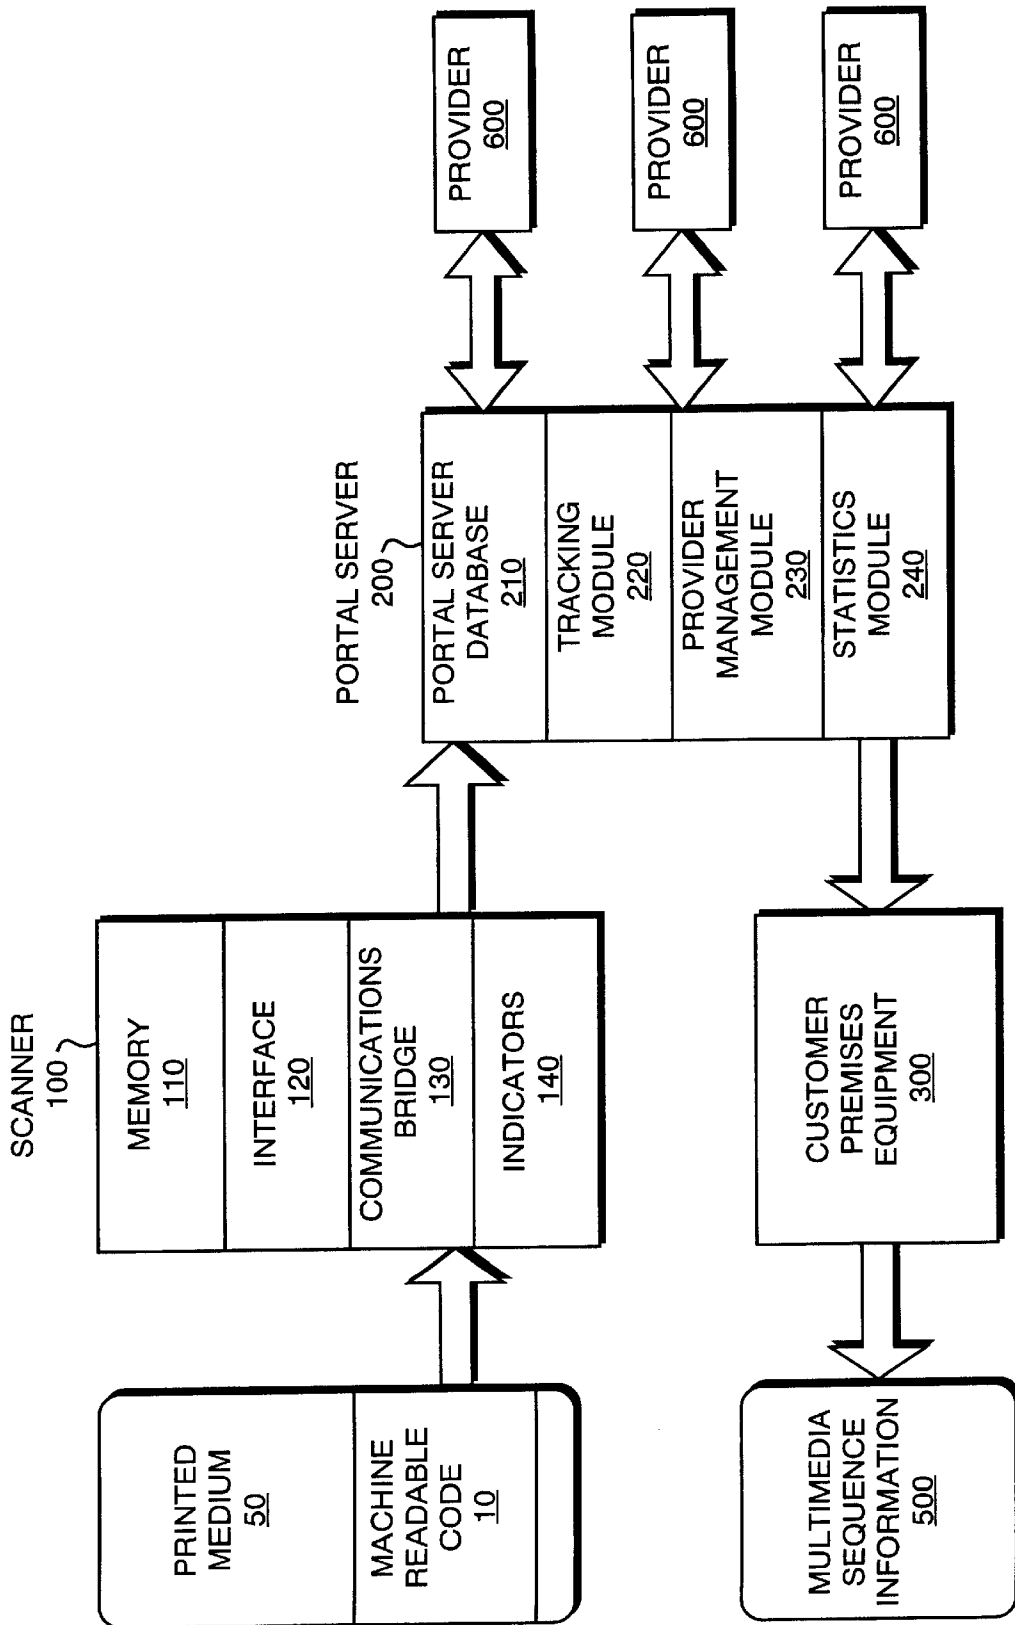 PRINTED
MEDIUM
50
MACHINE
READABLE
CODE
10
SCANNER
100
MEMORY
110
INTERFACE
120
COMMUNICATIONS
BRIDGE
130
INDICATORS
140
PORTAL SERVER
200
PORTAL SERVER
DATABASE
210
TRACKING
MODULE
220
PROVIDER
MANAGEMENT
MODULE
230
STATISTICS
MODULE
240
PROVIDER
600
PROVIDER
600
PROVIDER
600
CUSTOMER
PREMISES
EQUIPMENT
300
MULTIMEDIA
SEQUENCE
INFORMATION
500